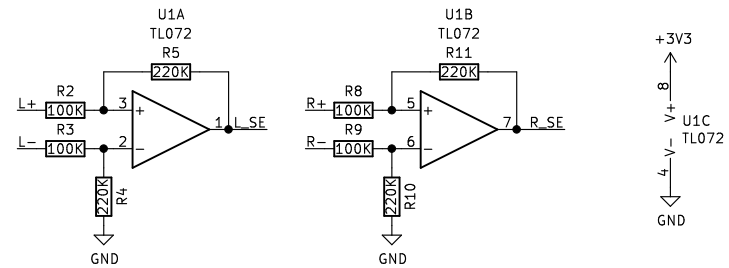 U1A
TL072
R5
220K
L+
R2
100K
3
+
L-
R3
100K
2
-
1
L_SE
220K
R4
GND
U1B
TL072
R11
220K
R+
R8
100K
5
+
R-
R9
100K
6
-
7
R_SE
220K
R10
GND
+3V3
8
V+
U1C
TL072
V-
4
GND